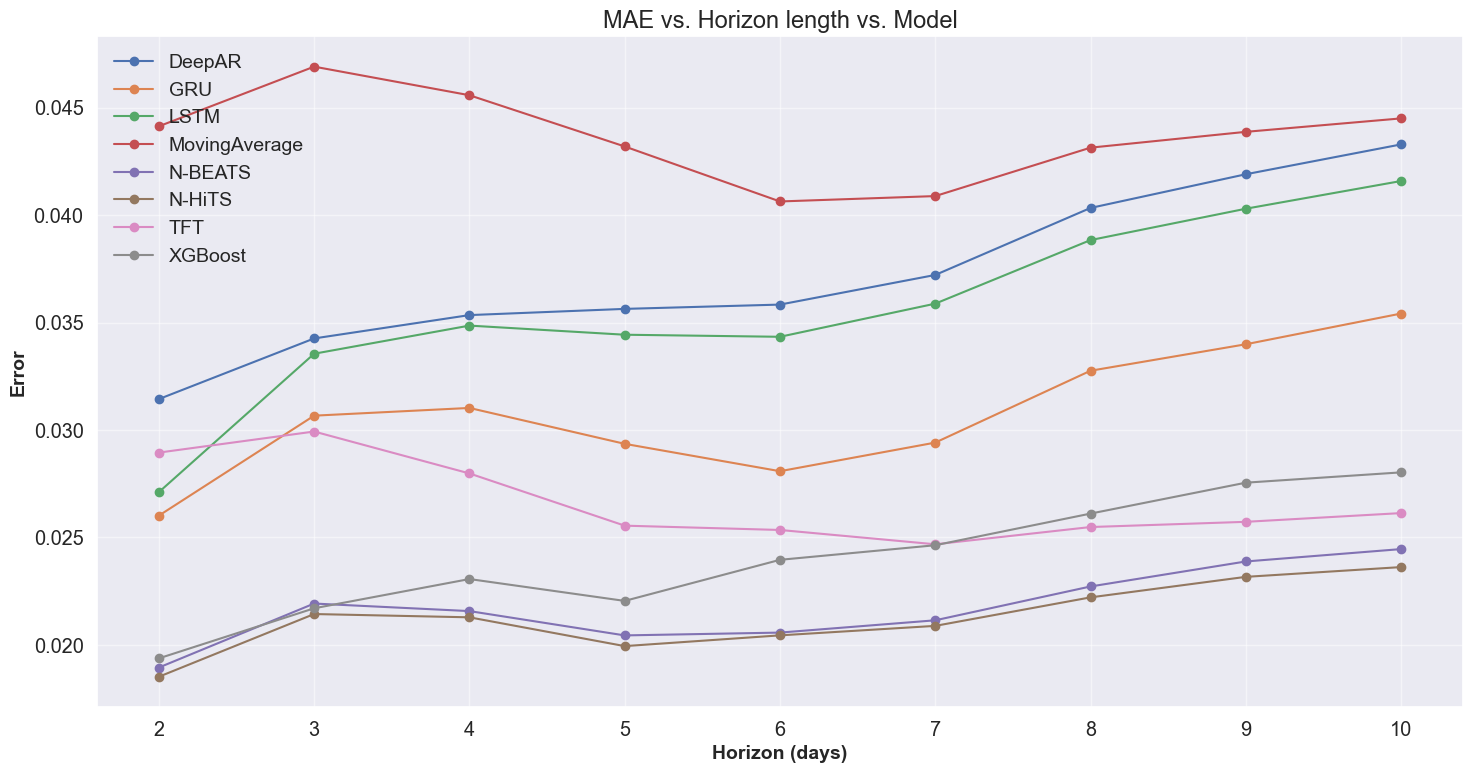 MAE vs. Horizon length vs. Model
DeepAR
GRU
LSTM
MovingAverage
N-BEATS
N-HiTS
TFT
XGBoost
0.045
0.040
0.035
0.030
0.025
0.020
Error
2 3 4 5 6 7 8 9 10
Horizon (days)